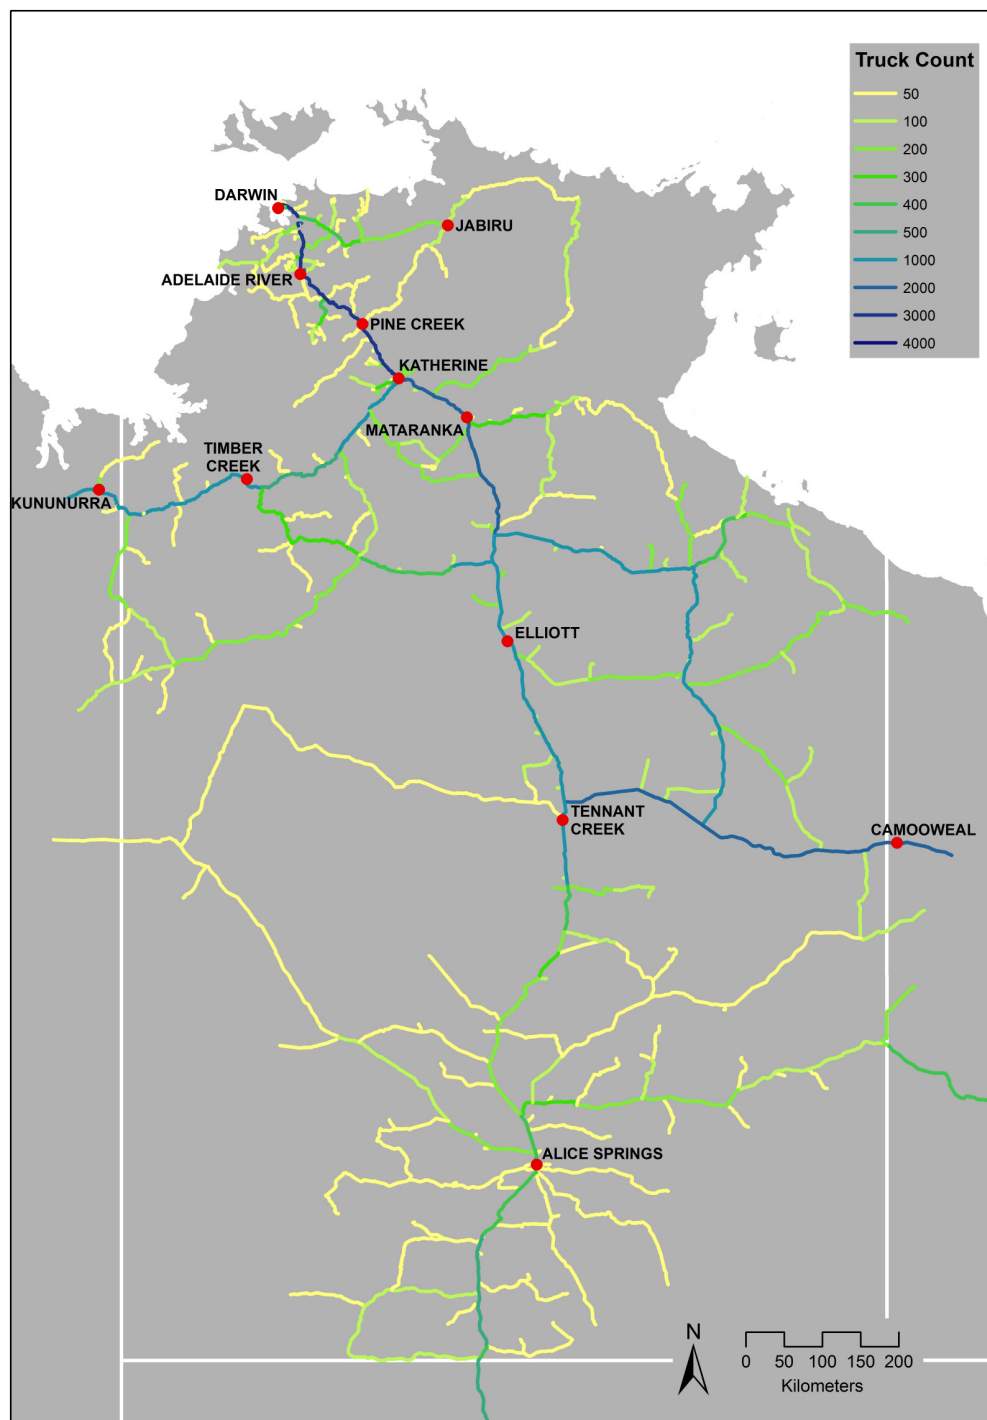 Truck Count
50
100
200
300
400
500
1000
2000
3000
4000
DARWIN
JABIRU
ADELAIDE RIVER
PINE CREEK
KATHERINE
MATARANKA
TIMBER
CREEK
KUNUNURRA
ELLIOTT
TENNANT
CREEK
CAMOOWEAL
ALICE SPRINGS
N
0 50 100 150 200
Kilometers